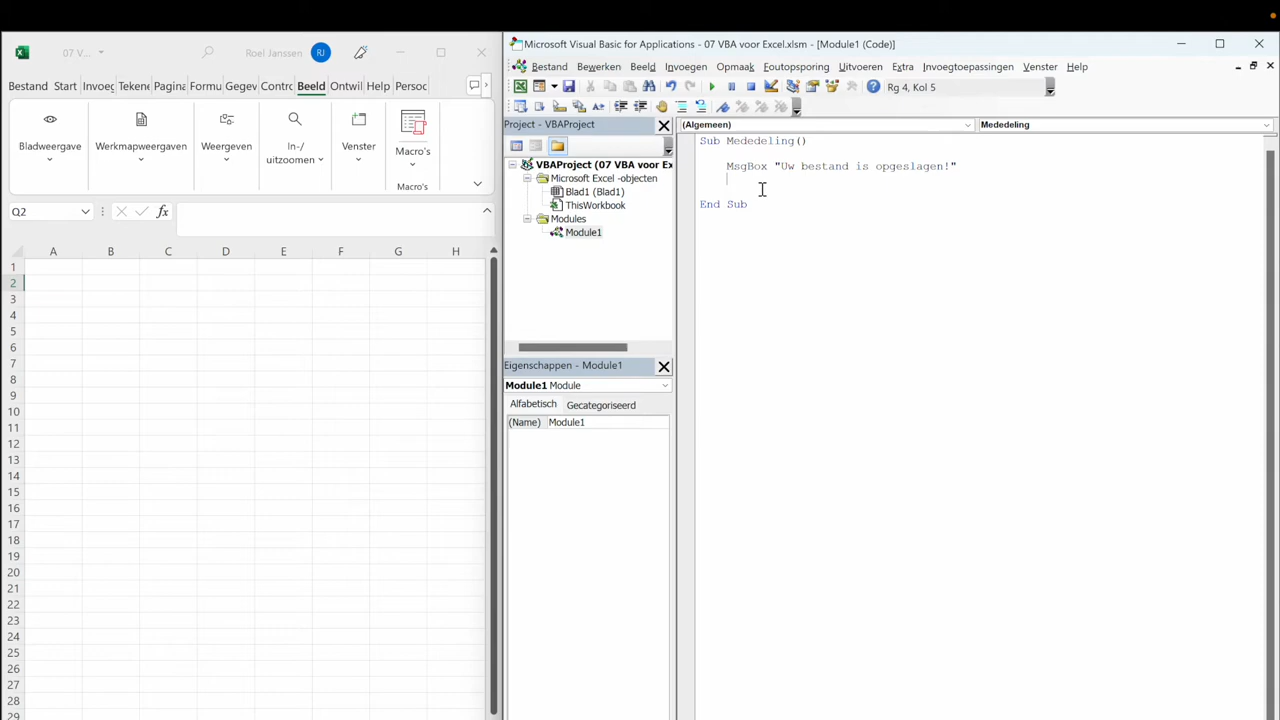 Microsoft Visual Basic for Applications - 07 VBA voor Excel.xlsm - [Module1 (Code)]
07 V...
Roel Janssen
RJ
Bestand Bewerken Beeld Invoegen Opmaak Foutopsporing Uitvoeren Extra Invoegtoepassingen Venster Help
Bestand Start Invoe Tekene Pagina Formu Gegev Contro Beeld Ontwil Help Persoo
Rg 4, Kol 5
Bladweergave
Werkmapweergaven
Weergeven
In-/
uitzoomen
Venster
Macro's
Macro's
Q2
fx
A B C D E F G H
1
2
3
4
5
6
7
8
9
10
11
12
13
14
15
16
17
18
19
20
21
22
23
24
25
26
27
28
29
Project - VBAProject
VBAProject (07 VBA voor Ex
Microsoft Excel -objecten
Blad1 (Blad1)
ThisWorkbook
Modules
Module1
Eigenschappen - Module1
Module1 Module
Alfabetisch Gecategoriseerd
(Name) Module1
(Algemeen)
Mededeling
Sub Mededeling()
MsgBox "Uw bestand is opgeslagen!"
End Sub